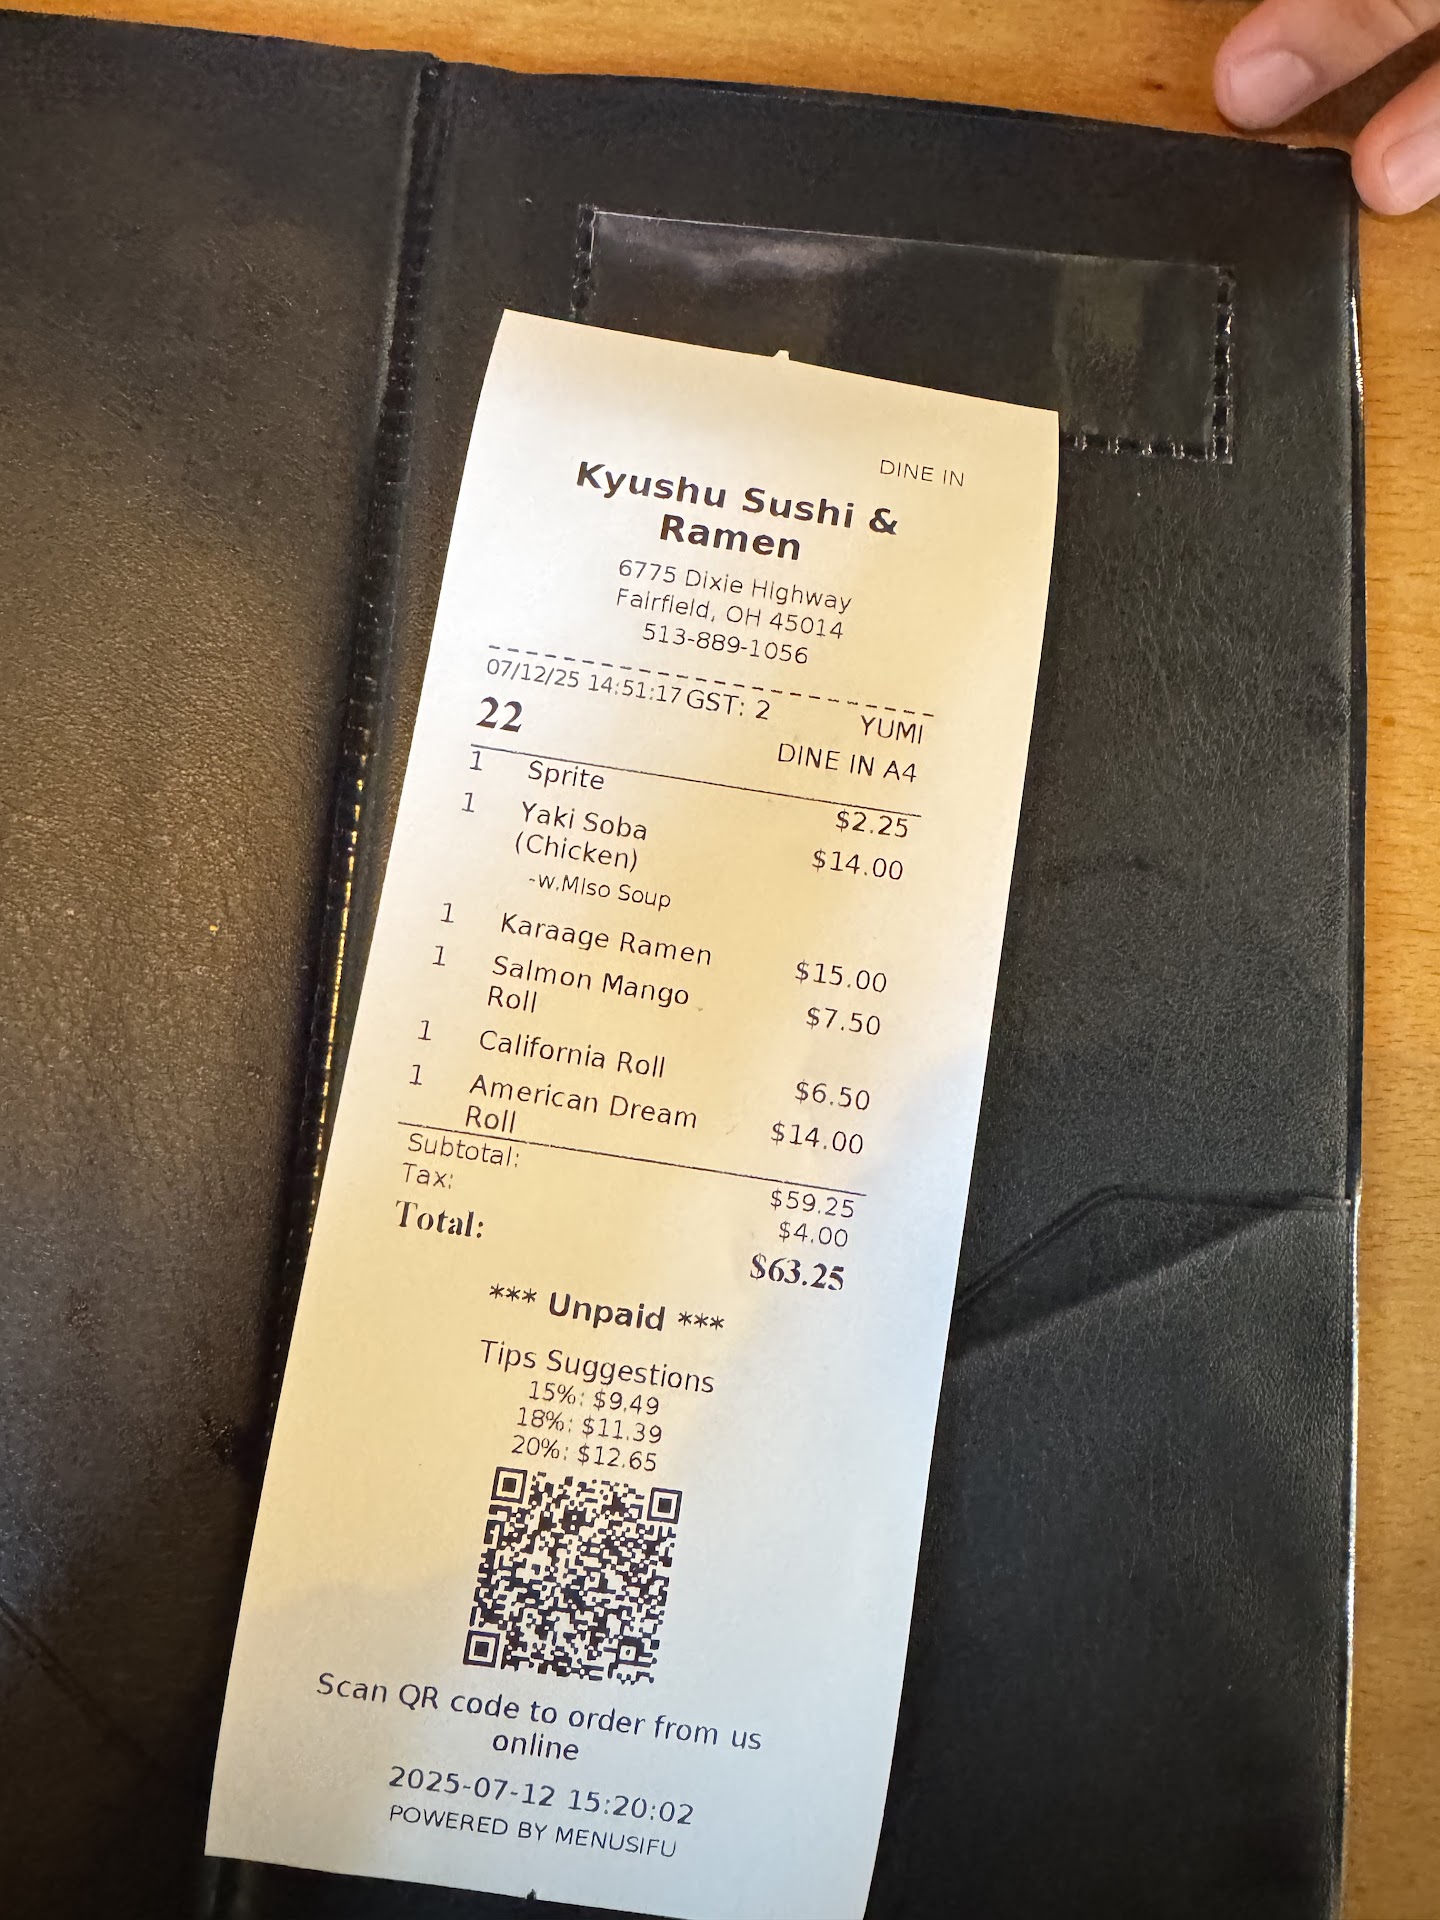 DINE IN
Kyushu Sushi &
Ramen
6775 Dixie Highway
Fairfield, OH 45014
513-889-1056
07/12/25 14:51:17 GST: 2 YUMI
22 DINE IN A4
1 Sprite $2.25
1 Yaki Soba $14.00
(Chicken)
-w.Miso Soup
1 Karaage Ramen $15.00
1 Salmon Mango $7.50
Roll
1 California Roll $6.50
1 American Dream $14.00
Roll
Subtotal: $59.25
Tax: $4.00
Total: $63.25
*** Unpaid ***
Tips Suggestions
15%: $9.49
18%: $11.39
20%: $12.65
Scan QR code to order from us
online
2025-07-12 15:20:02
POWERED BY MENUSIFU